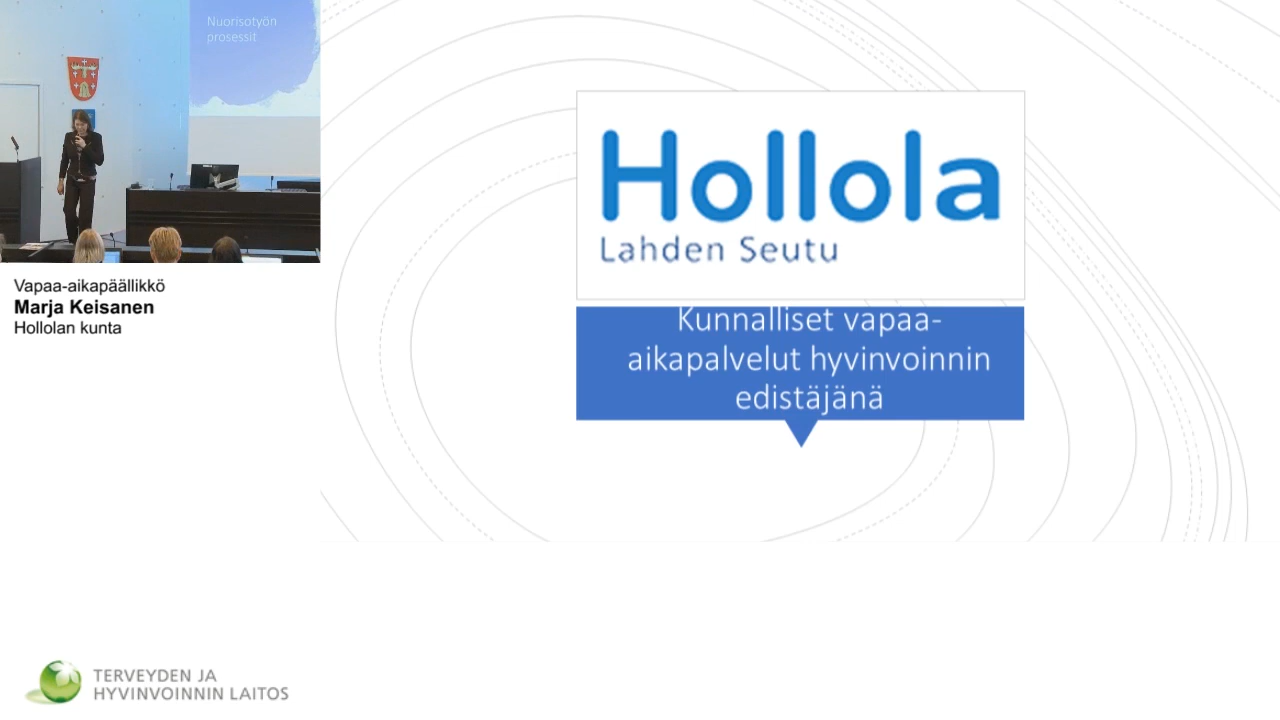 Nuorisotyön
prosessit
Vapaa-aikapäällikkö
Marja Keisanen
Hollolan kunta
Hollola
Lahden Seutu
Kunnalliset vapaa-
aikapalvelut hyvinvoinnin
edistäjänä
TERVEYDEN JA
HYVINVOINNIN LAITOS